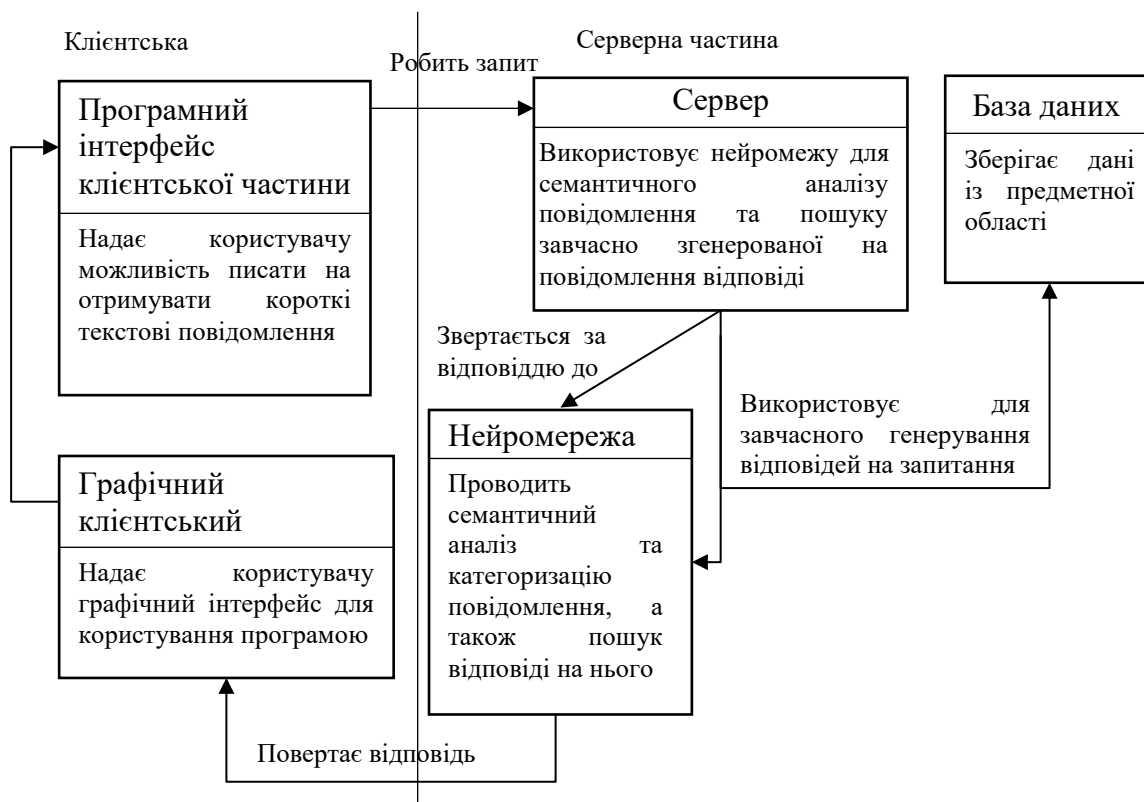 Клієнтська
Серверна частина
Робить запит
Програмний
інтерфейс
клієнтської частини
Надає користувачу
можливість писати на
отримувати короткі
текстові повідомлення
Сервер
Використовує нейромежу для
семантичного аналізу
повідомлення та пошуку
завчасно згенерованої на
повідомлення відповіді
База даних
Зберігає дані
із предметної
області
Звертається за
відповіддю до
Використовує для
завчасного генерування
відповідей на запитання
Нейромережа
Проводить
семантичний
аналіз та
категоризацію
повідомлення, а
також пошук
відповіді на нього
Графічний
клієнтський
Надає користувачу
графічний інтерфейс для
користування програмою
Повертає відповідь